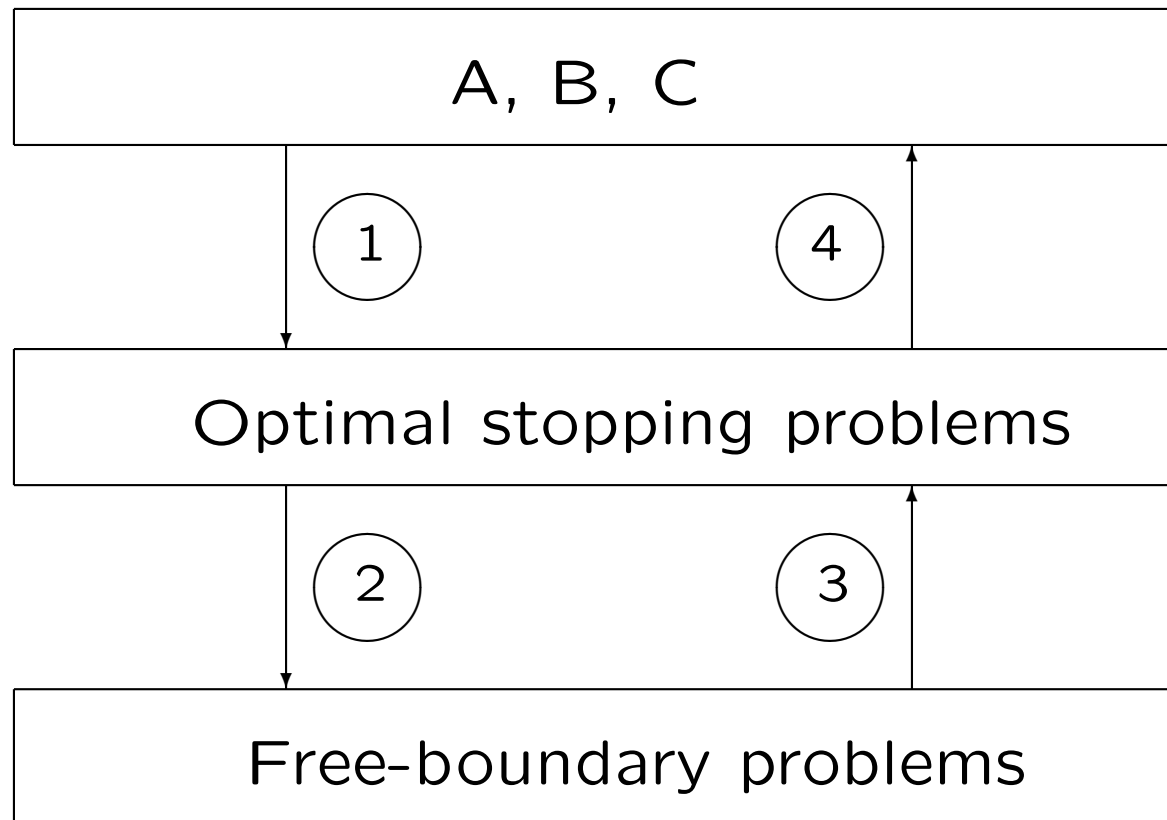 A, B, C
1 4
Optimal stopping problems
2 3
Free-boundary problems